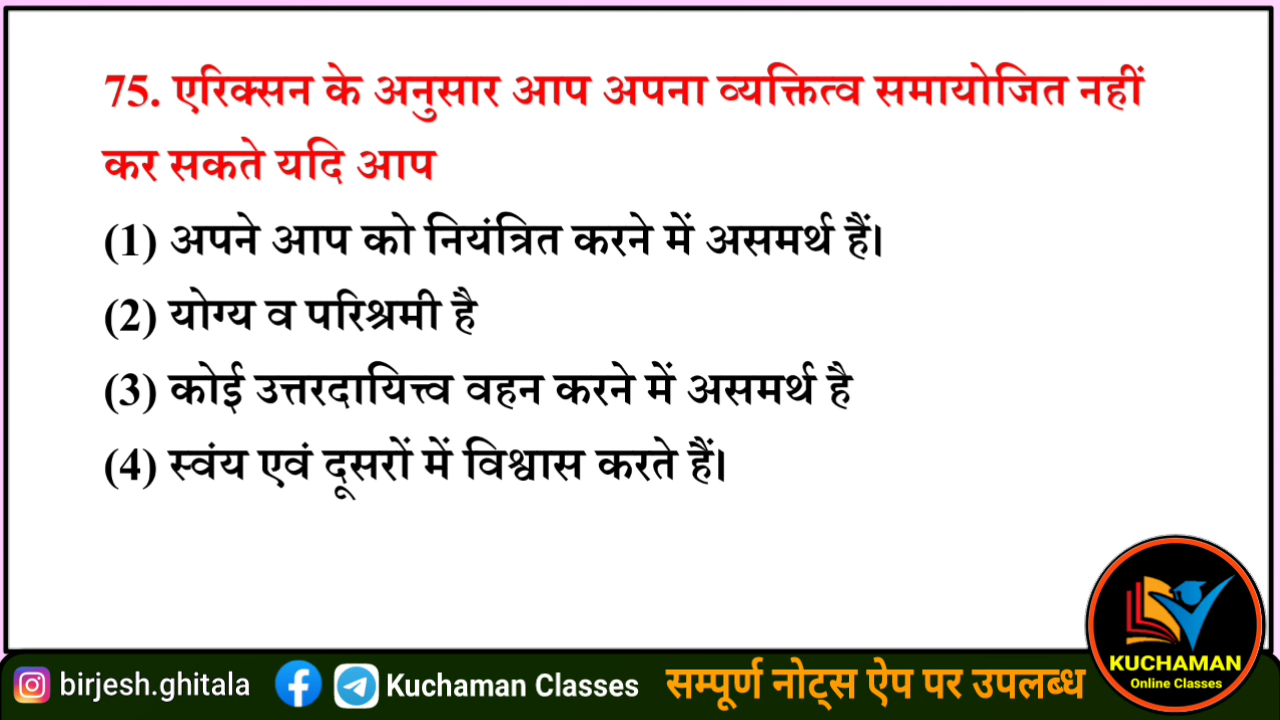 75. एरिक्सन के अनुसार आप अपना व्यक्तित्व समायोजित नहीं
कर सकते यदि आप
(1) अपने आप को नियंत्रित करने में असमर्थ हैं।
(2) योग्य व परिश्रमी है
(3) कोई उत्तरदायित्त्व वहन करने में असमर्थ है
(4) स्वंय एवं दूसरों में विश्वास करते हैं।
KUCHAMAN
Online Classes
birjesh.ghitala Kuchaman Classes सम्पूर्ण नोट्स ऐप पर उपलब्ध